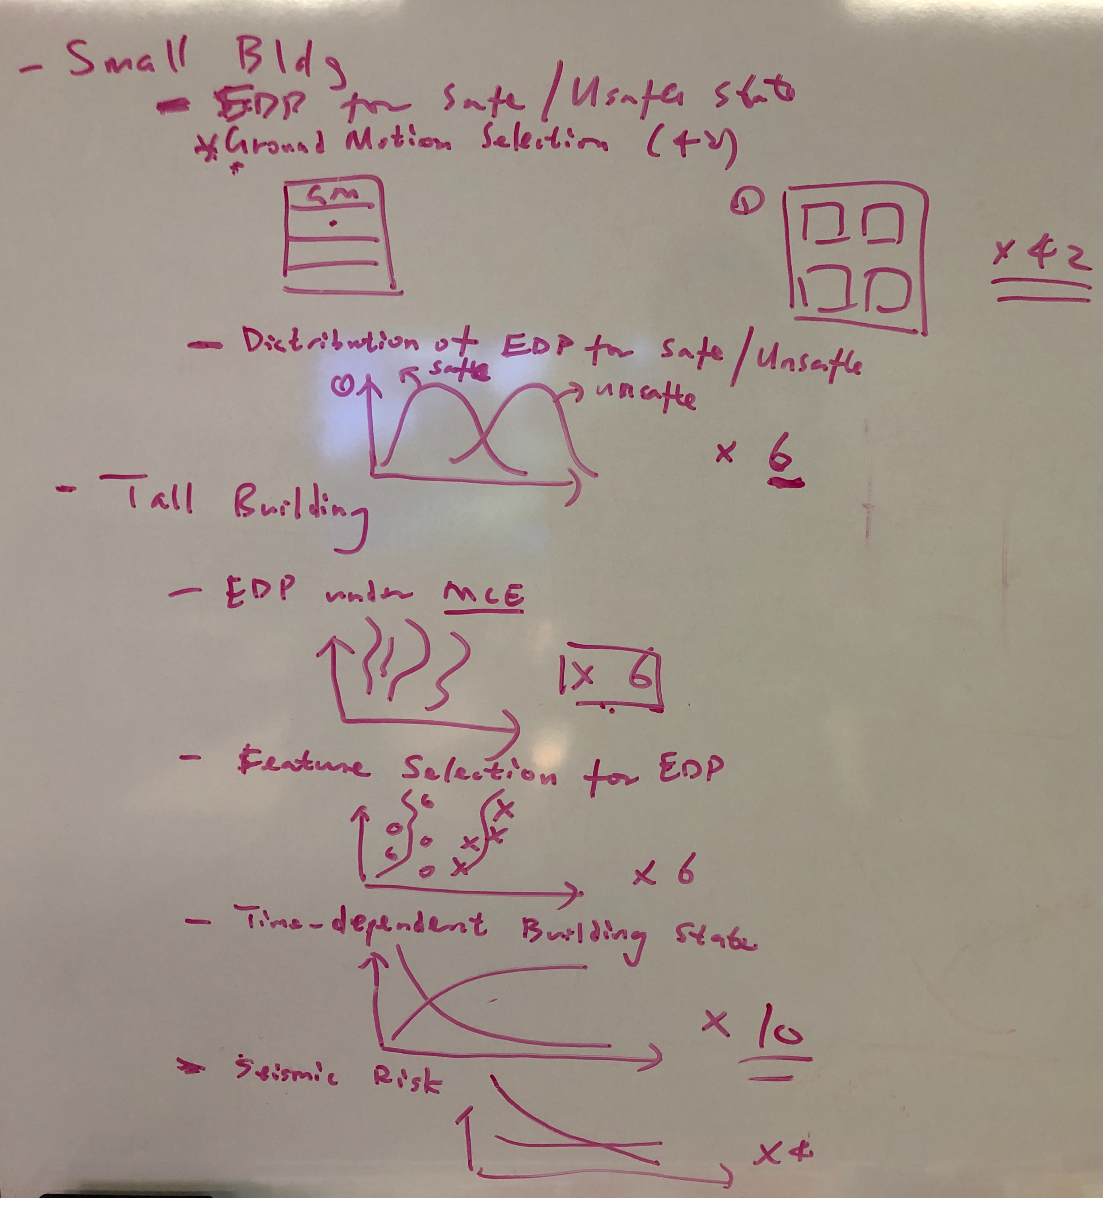 - Small Bldg
- EDP for Safe/Usafe State
* Ground Motion Selection (42)
GM
①
× 42
- Distribution of EDP for Safe/Unsafe
①
safe
unsafe
× 6
- Tall Building
- EDP under MCE
× 6
- Feature Selection for EDP
× 6
- Time-dependent Building State
× 10
- Seismic Risk
× 4